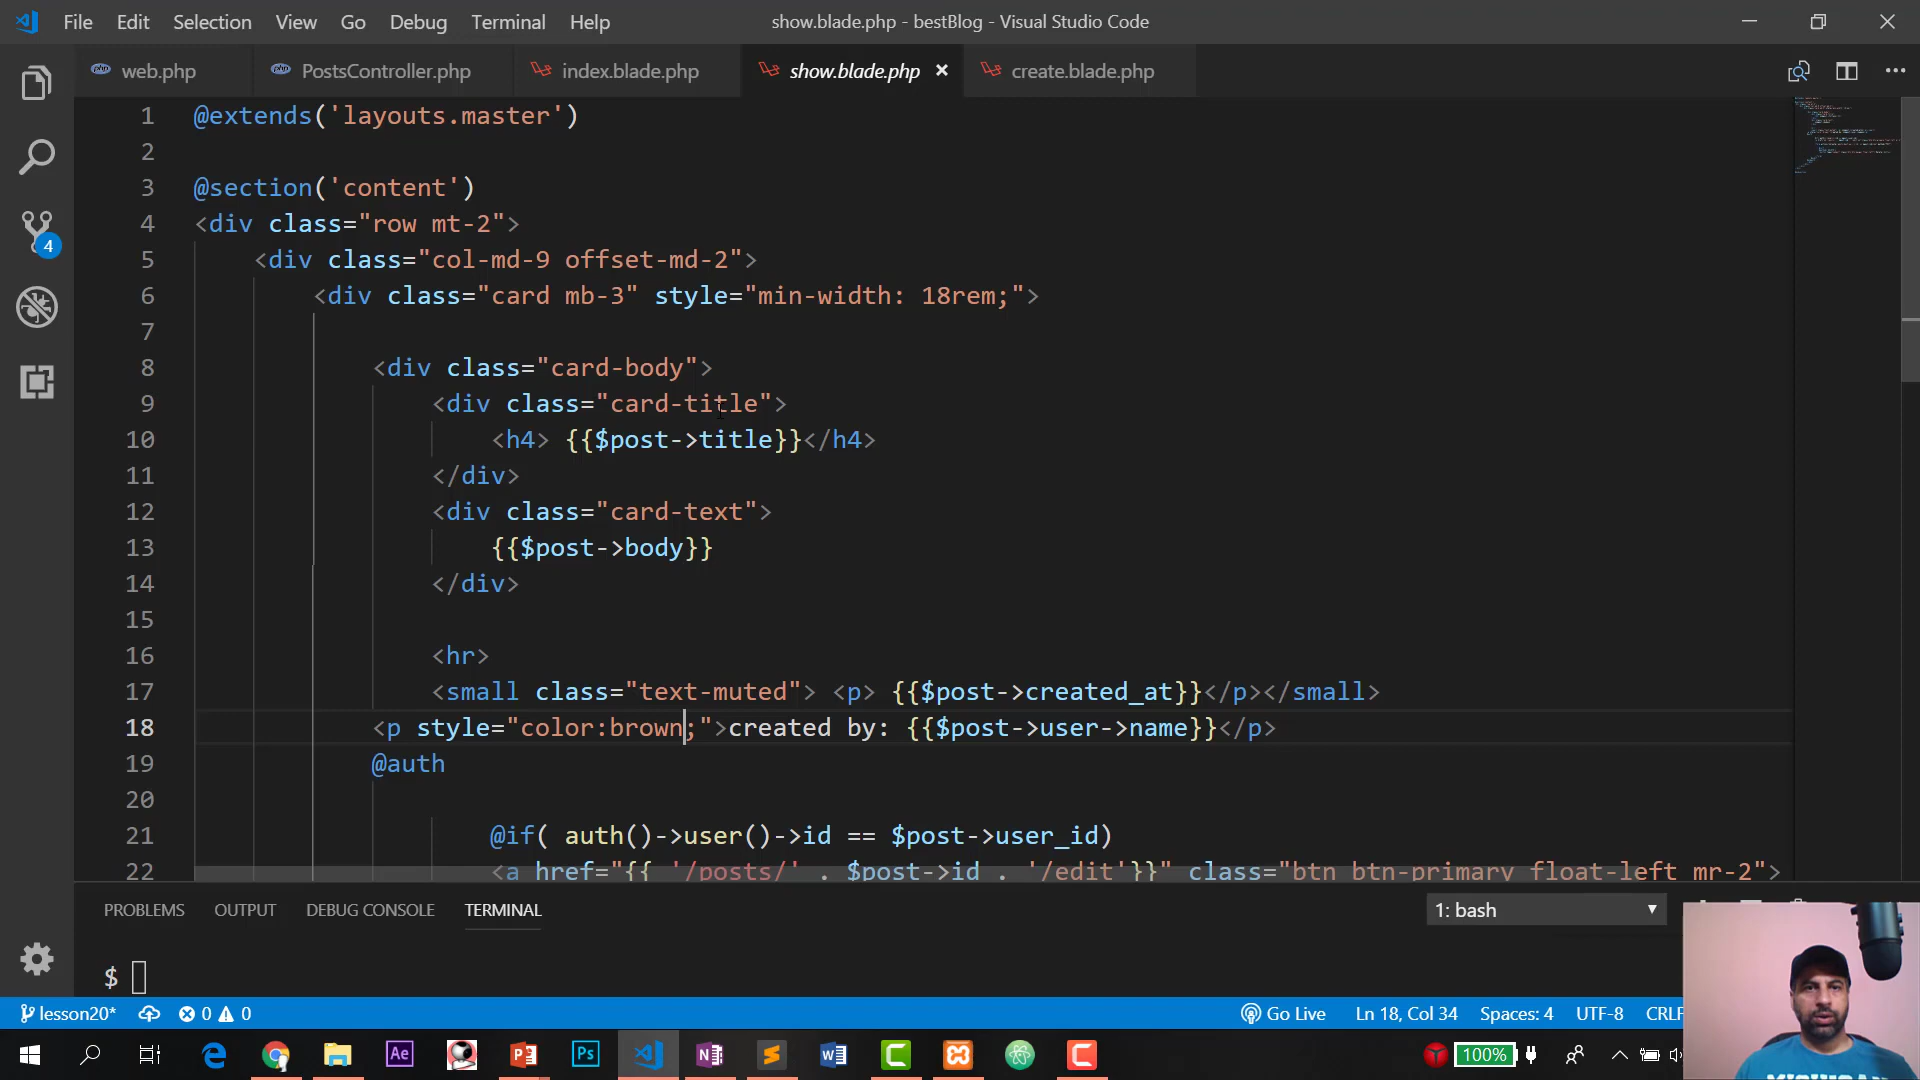 File Edit Selection View Go Debug Terminal Help show.blade.php - bestBlog - Visual Studio Code
web.php PostsController.php index.blade.php show.blade.php create.blade.php
1 @extends('layouts.master')
2
3 @section('content')
4 <div class="row mt-2">
5 <div class="col-md-9 offset-md-2">
6 <div class="card mb-3" style="min-width: 18rem;">
7
8 <div class="card-body">
9 <div class="card-title">
10 <h4> {{$post->title}}</h4>
11 </div>
12 <div class="card-text">
13 {{$post->body}}
14 </div>
15
16 <hr>
17 <small class="text-muted"> <p> {{$post->created_at}}</p></small>
18 <p style="color:brown;">created by: {{$post->user->name}}</p>
19 @auth
20
21 @if( auth()->user()->id == $post->user_id)
22 <a href="{{ '/posts/' . $post->id . '/edit'}}" class="btn btn-primary float-left mr-2">
4
PROBLEMS OUTPUT DEBUG CONSOLE TERMINAL 1: bash
$
lesson20* 0 0 Go Live Ln 18, Col 34 Spaces: 4 UTF-8 CRLF
Ae Ps 100%
MICHIGAN